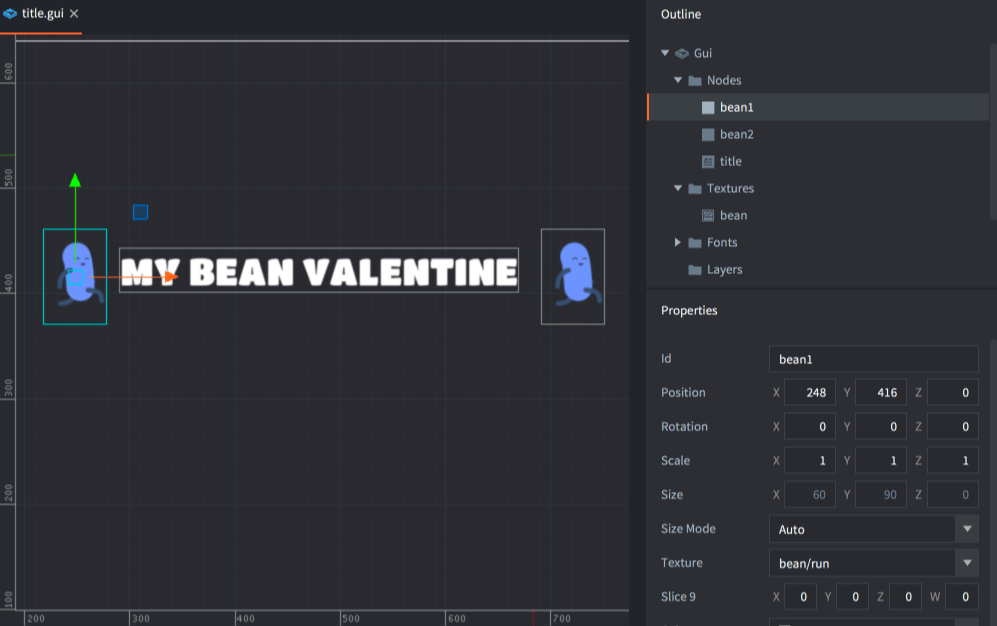 title.gui ×
Outline
Gui
Nodes
bean1
bean2
title
Textures
bean
Fonts
Layers
600
500
400
300
200
100
MY BEAN VALENTINE
200 300 400 500 600 700
Properties
Id bean1
Position X 248 Y 416 Z 0
Rotation X 0 Y 0 Z 0
Scale X 1 Y 1 Z 1
Size X 60 Y 90 Z 0
Size Mode Auto
Texture bean/run
Slice 9 X 0 Y 0 Z 0 W 0